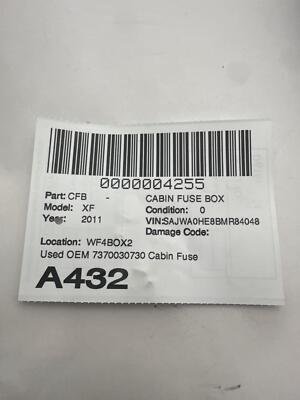 0000004255
Part: CFB - CABIN FUSE BOX
Model: XF Condition: 0
Year: 2011 VIN:SAJWA0HE8BMR84048
Damage Code:
Location: WF4BOX2
Used OEM 7370030730 Cabin Fuse
A432